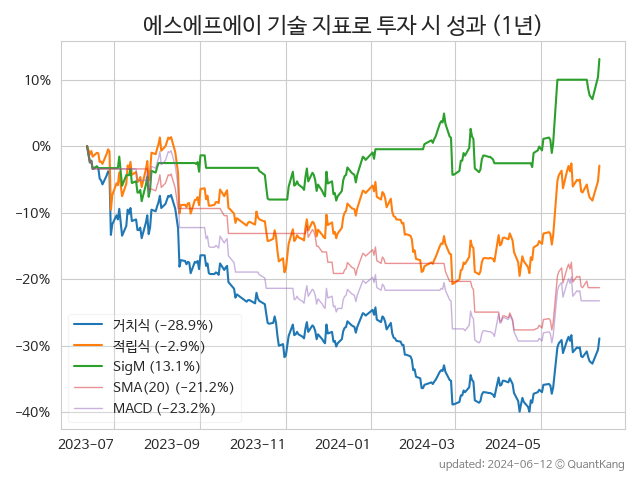 에스에프에이 기술 지표로 투자 시 성과 (1년)
10%
0%
−10%
−20%
−30%
−40%
거치식 (−28.9%)
적립식 (−2.9%)
SigM (13.1%)
SMA(20) (−21.2%)
MACD (−23.2%)
2023-07 2023-09 2023-11 2024-01 2024-03 2024-05
updated: 2024-06-12 © QuantKang